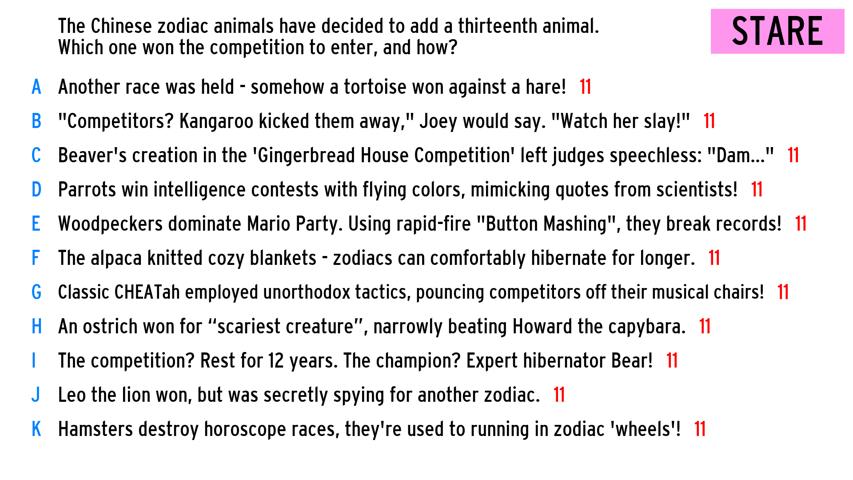 The Chinese zodiac animals have decided to add a thirteenth animal.
Which one won the competition to enter, and how?
STARE
A Another race was held - somehow a tortoise won against a hare! 11
B "Competitors? Kangaroo kicked them away," Joey would say. "Watch her slay!" 11
C Beaver's creation in the 'Gingerbread House Competition' left judges speechless: "Dam..." 11
D Parrots win intelligence contests with flying colors, mimicking quotes from scientists! 11
E Woodpeckers dominate Mario Party. Using rapid-fire "Button Mashing", they break records! 11
F The alpaca knitted cozy blankets - zodiacs can comfortably hibernate for longer. 11
G Classic CHEATah employed unorthodox tactics, pouncing competitors off their musical chairs! 11
H An ostrich won for “scariest creature”, narrowly beating Howard the capybara. 11
I The competition? Rest for 12 years. The champion? Expert hibernator Bear! 11
J Leo the lion won, but was secretly spying for another zodiac. 11
K Hamsters destroy horoscope races, they're used to running in zodiac 'wheels'! 11